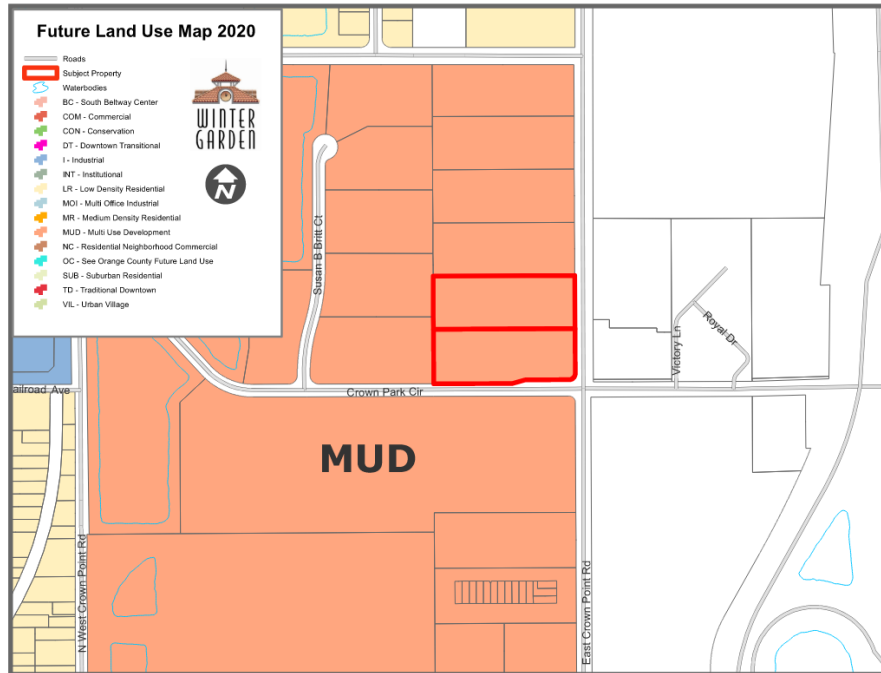 Future Land Use Map 2020
Roads
Subject Property
Waterbodies
BC - South Beltway Center
COM - Commercial
CON - Conservation
DT - Downtown Transitional
I - Industrial
INT - Institutional
LR - Low Density Residential
MOI - Multi Office Industrial
MR - Medium Density Residential
MUD - Multi Use Development
NC - Residential Neighborhood Commercial
OC - See Orange County Future Land Use
SUB - Suburban Residential
TD - Traditional Downtown
VIL - Urban Village
WINTER
GARDEN
N
Susan B Britt Ct
Victory Ln
Royal Dr
ailroad Ave
Crown Park Cir
MUD
N West Crown Point Rd
East Crown Point Rd